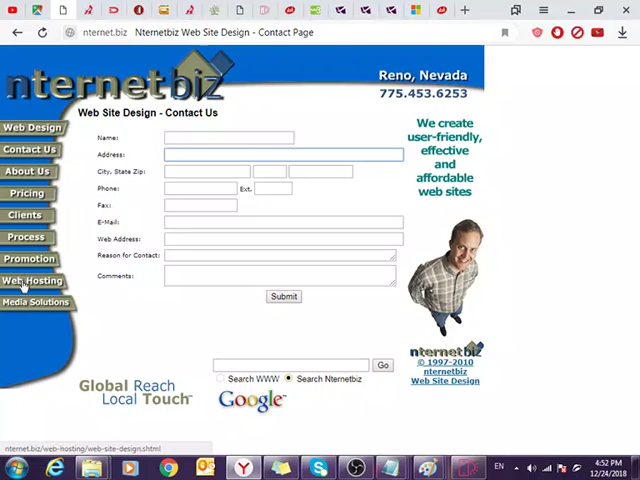 nternet.biz
Nternetbiz Web Site Design - Contact Page
nternetbiz
Reno, Nevada
775.453.6253
Web Site Design - Contact Us
Web Design
Contact Us
About Us
Pricing
Clients
Process
Promotion
Web Hosting
Media Solutions
Name:
Address:
City, State Zip:
Phone:
Ext.
Fax:
E-Mail:
Web Address:
Reason for Contact:
Comments:
Submit
We create
user-friendly,
effective
and
affordable
web sites
nternetbiz
© 1997-2010
nternetbiz
Web Site Design
Go
Search WWW
Search Nternetbiz
Global Reach
Local Touch™
Google™
nternet.biz/web-hosting/web-site-design.shtml
EN
4:52 PM
12/24/2018